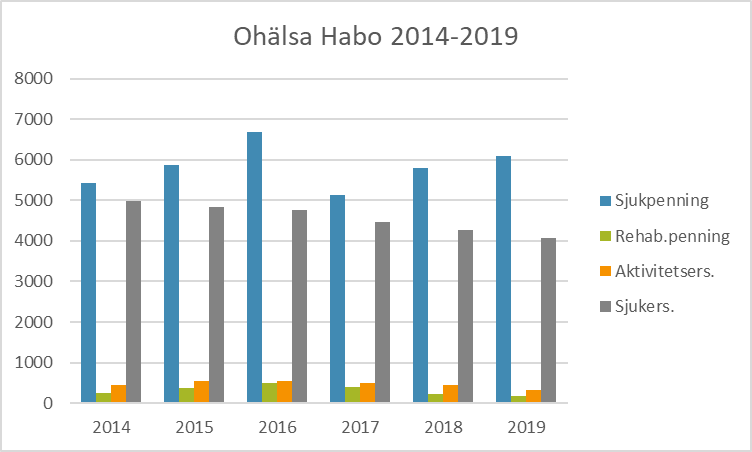 Ohälsa Habo 2014-2019
8000
7000
6000
5000
4000
3000
2000
1000
0
2014 2015 2016 2017 2018 2019
Sjukpenning
Rehab.penning
Aktivitetsers.
Sjukers.